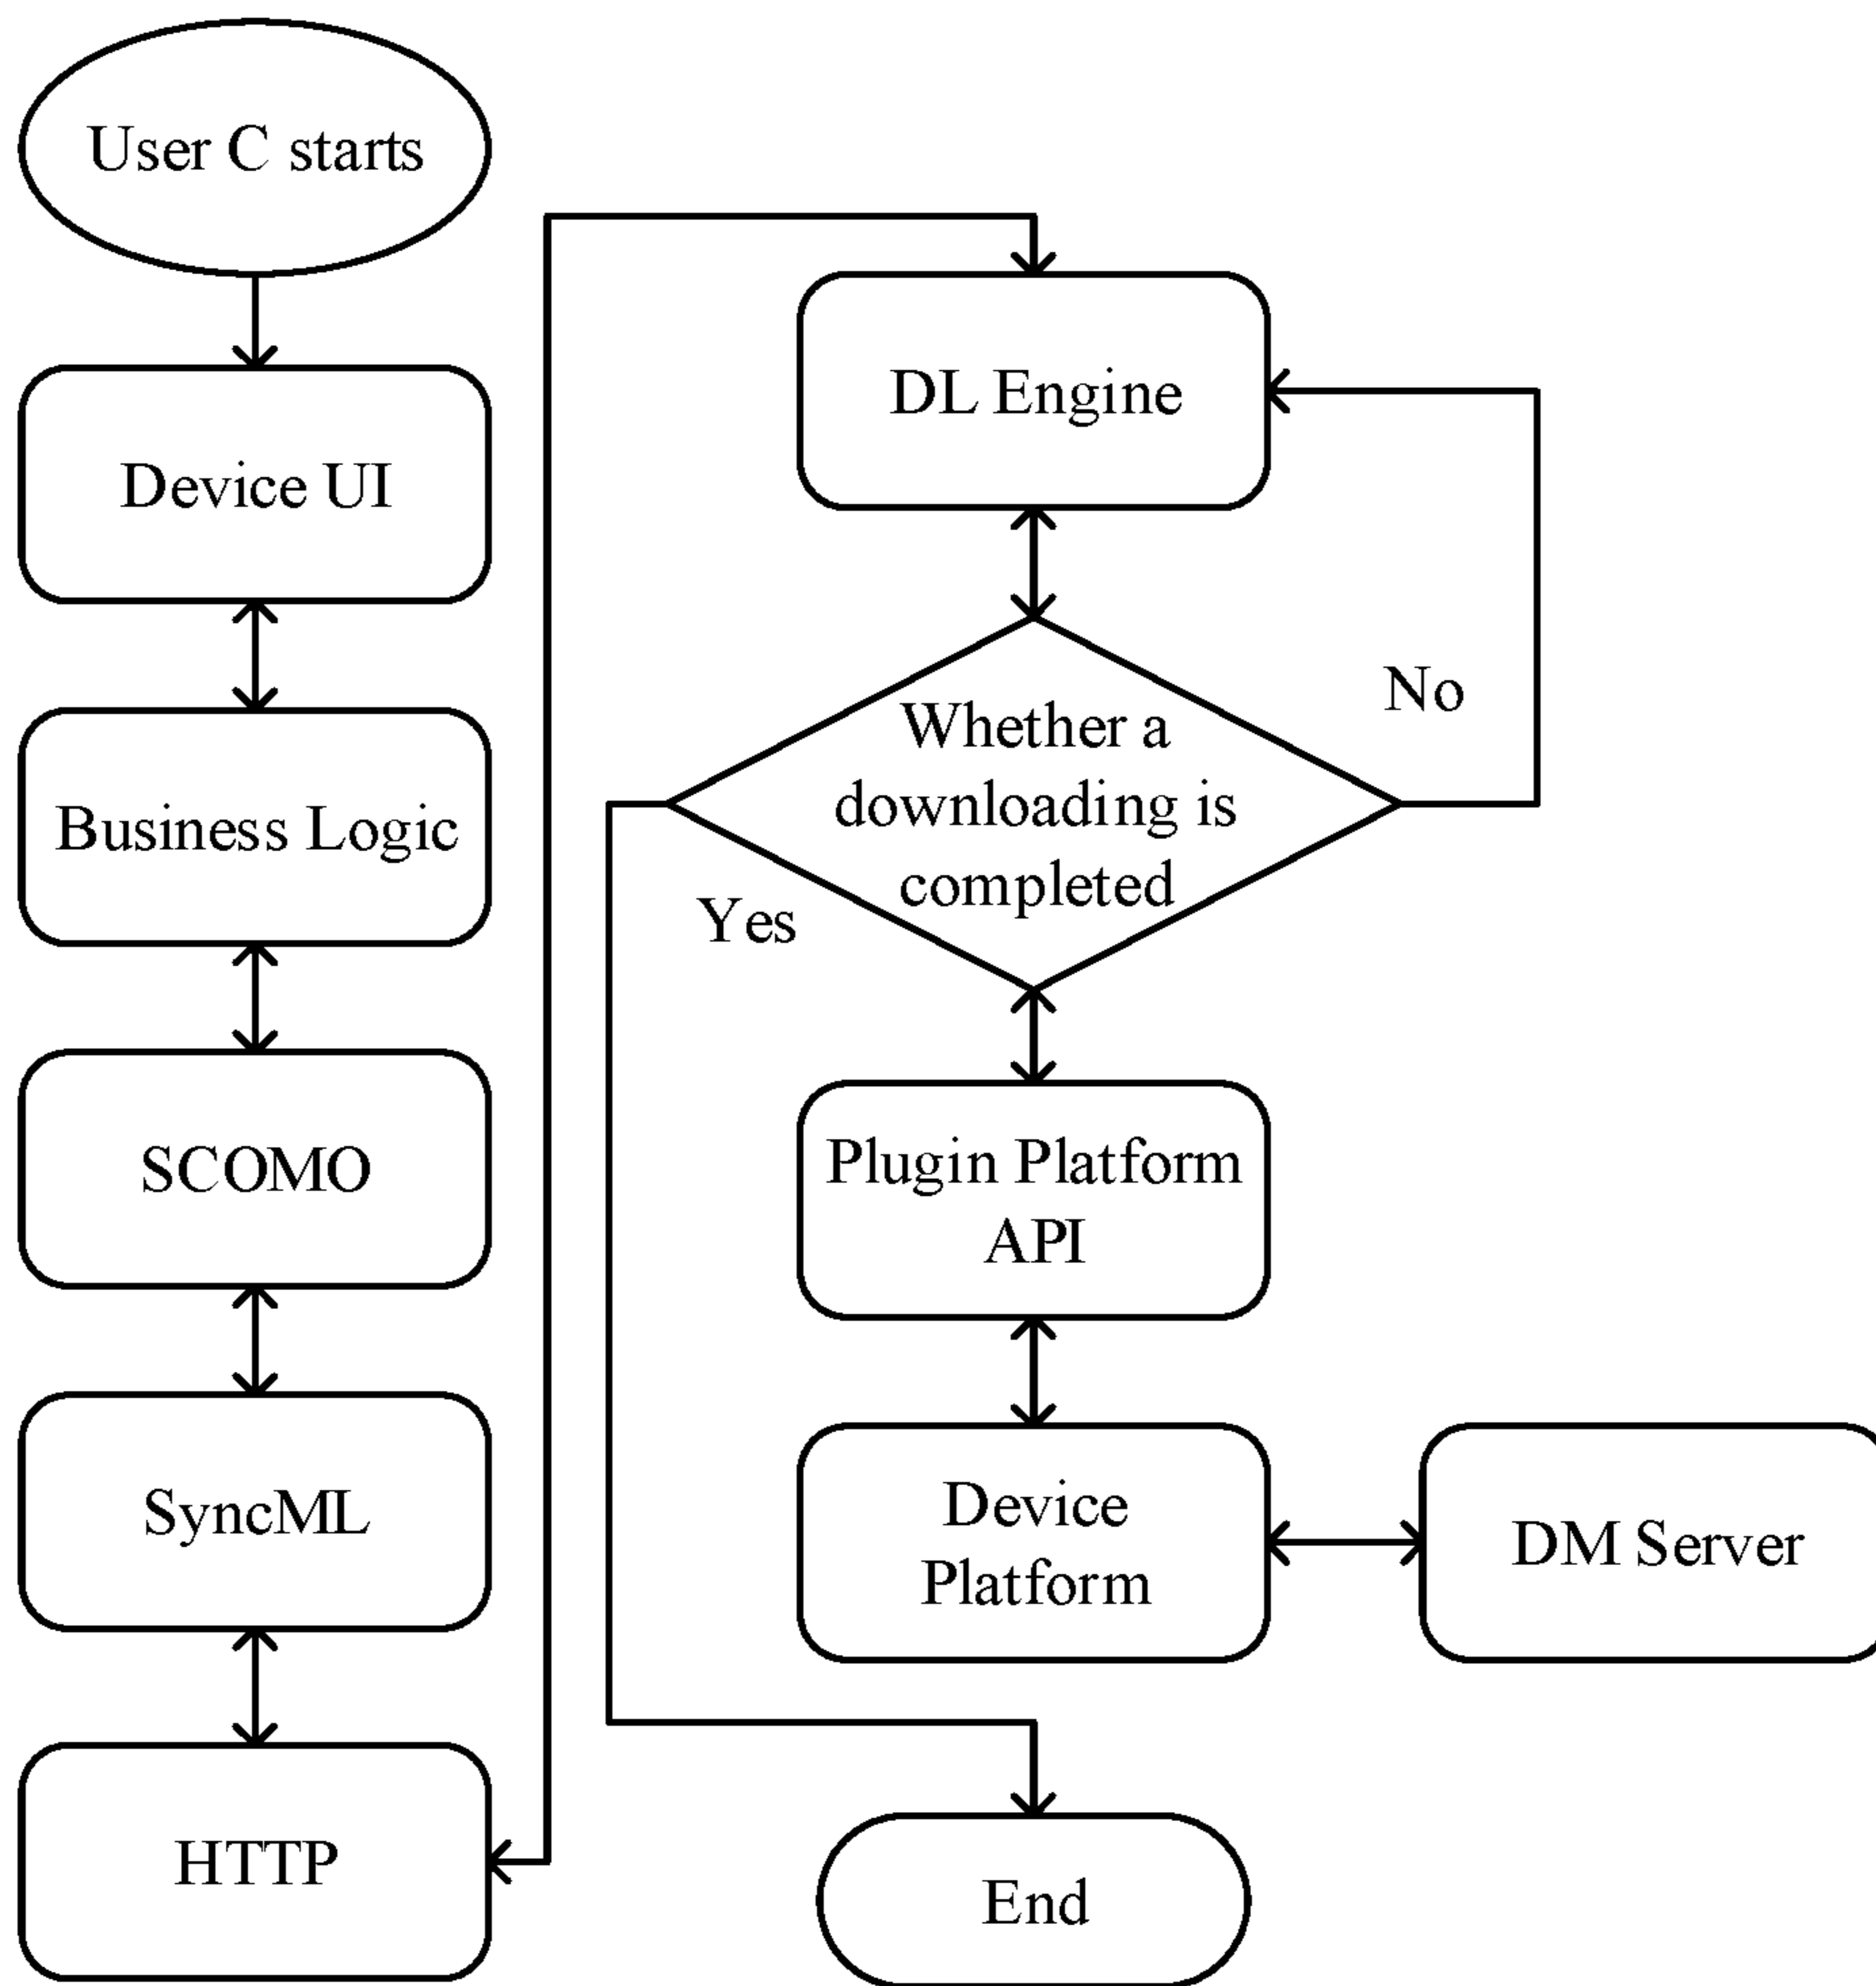 User C starts
Device UI
Business Logic
SCOMO
SyncML
HTTP
DL Engine
Whether a
downloading is
completed
No
Yes
Plugin Platform
API
Device
Platform
DM Server
End